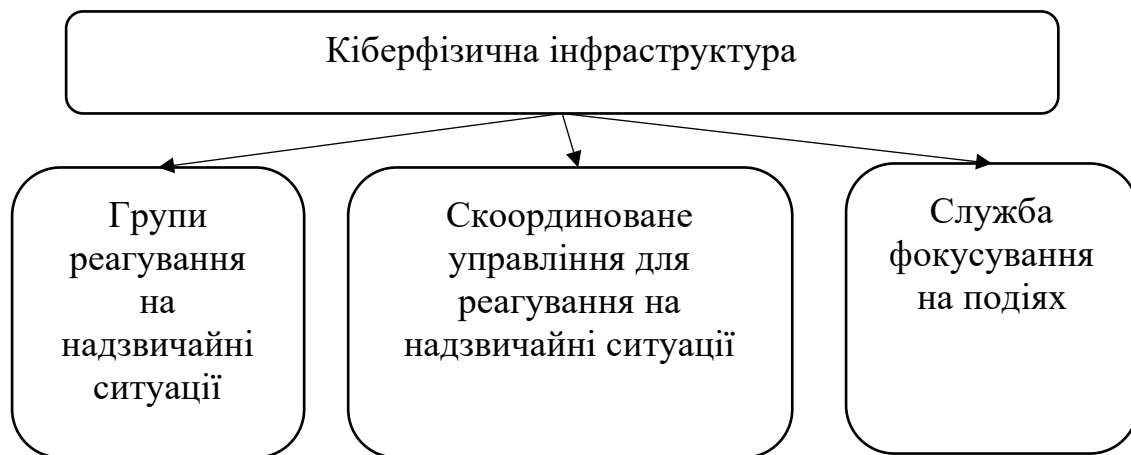 Кіберфізична інфраструктура
Групи
реагування
на
надзвичайні
ситуації
Скоординоване
управління для
реагування на
надзвичайні ситуації
Служба
фокусування
на подіях